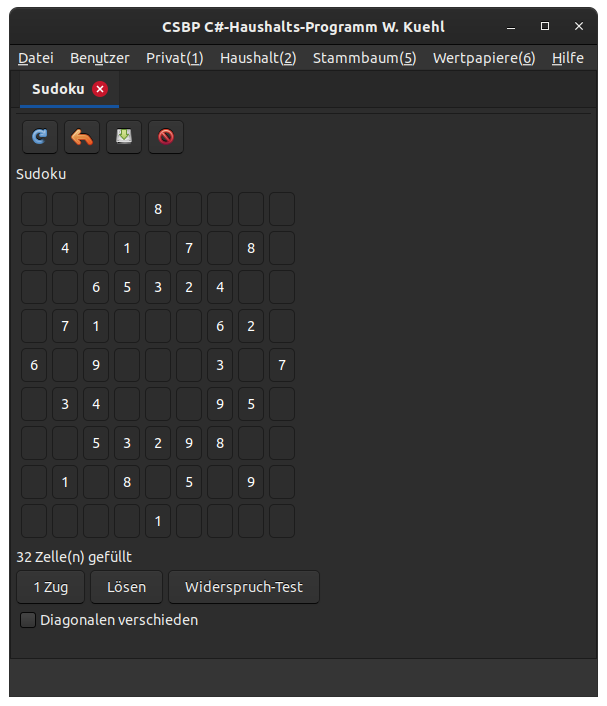 CSBP C#-Haushalts-Programm W. Kuehl
Datei Benutzer Privat(1) Haushalt(2) Stammbaum(5) Wertpapiere(6) Hilfe
Sudoku
Sudoku
8
4 1 7 8
6 5 3 2 4
7 1 6 2
6 9 3 7
3 4 9 5
5 3 2 9 8
1 8 5 9
1
32 Zelle(n) gefüllt
1 Zug Lösen Widerspruch-Test
Diagonalen verschieden